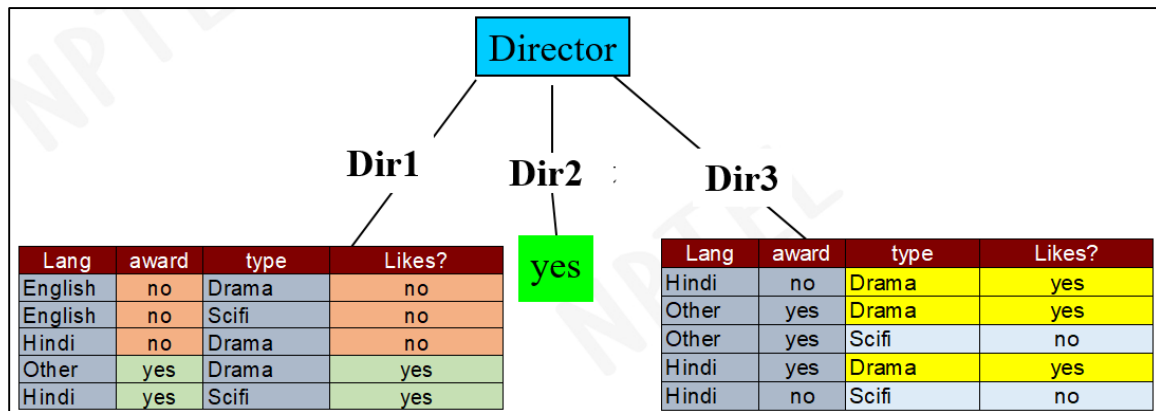 NPTEL
Director
Dir1 Dir2 Dir3
yes
Lang award type Likes?
English no Drama no
English no Scifi no
Hindi no Drama no
Other yes Drama yes
Hindi yes Scifi yes
Lang award type Likes?
Hindi no Drama yes
Other yes Drama yes
Other yes Scifi no
Hindi yes Drama yes
Hindi no Scifi no
NPTEL